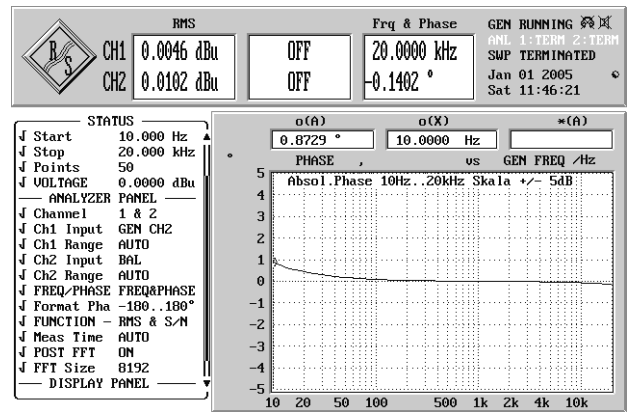 RMS
Frq & Phase
GEN RUNNING
ANL 1:TERM 2:TERM
SWP TERMINATED
Jan 01 2005
Sat 11:46:21
R&S
CH1 0.0046 dBu OFF 20.0000 kHz
CH2 0.0102 dBu OFF -0.1402 °
STATUS
Start 10.000 Hz
Stop 20.000 kHz
Points 50
VOLTAGE 0.0000 dBu
ANALYZER PANEL
Channel 1 & 2
Ch1 Input GEN CH2
Ch1 Range AUTO
Ch2 Input BAL
Ch2 Range AUTO
FREQ/PHASE FREQ&PHASE
Format Pha -180..180°
FUNCTION - RMS & S/N
Meas Time AUTO
POST FFT ON
FFT Size 8192
DISPLAY PANEL
o(A) o(X) *(A)
0.8729 ° 10.0000 Hz
° PHASE , vs GEN FREQ /Hz
Absol.Phase 10Hz..20kHz Skala +/- 5dB
5
4
3
2
1
0
-1
-2
-3
-4
-5
10 20 50 100 500 1k 2k 4k 10k